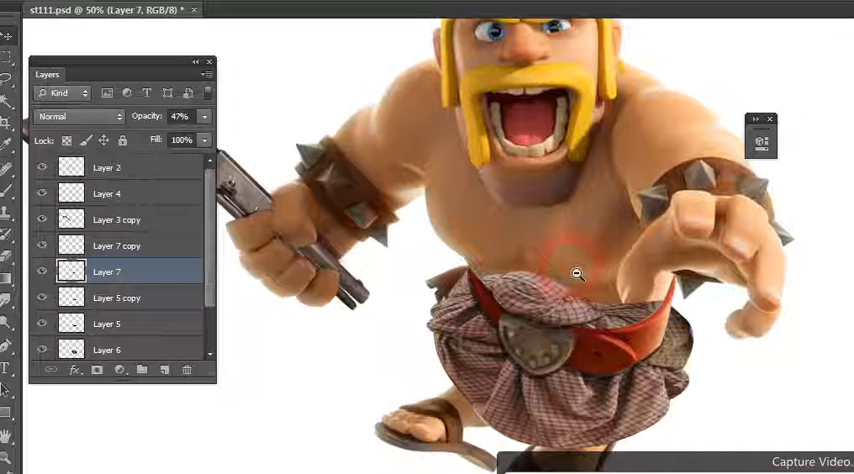 st111.psd @ 50% (Layer 7, RGB/8) * ×
Layers
Kind
Normal Opacity: 47%
Lock: Fill: 100%
Layer 2
Layer 4
Layer 3 copy
Layer 7 copy
Layer 7
Layer 5 copy
Layer 5
Layer 6
fx
Capture Video.